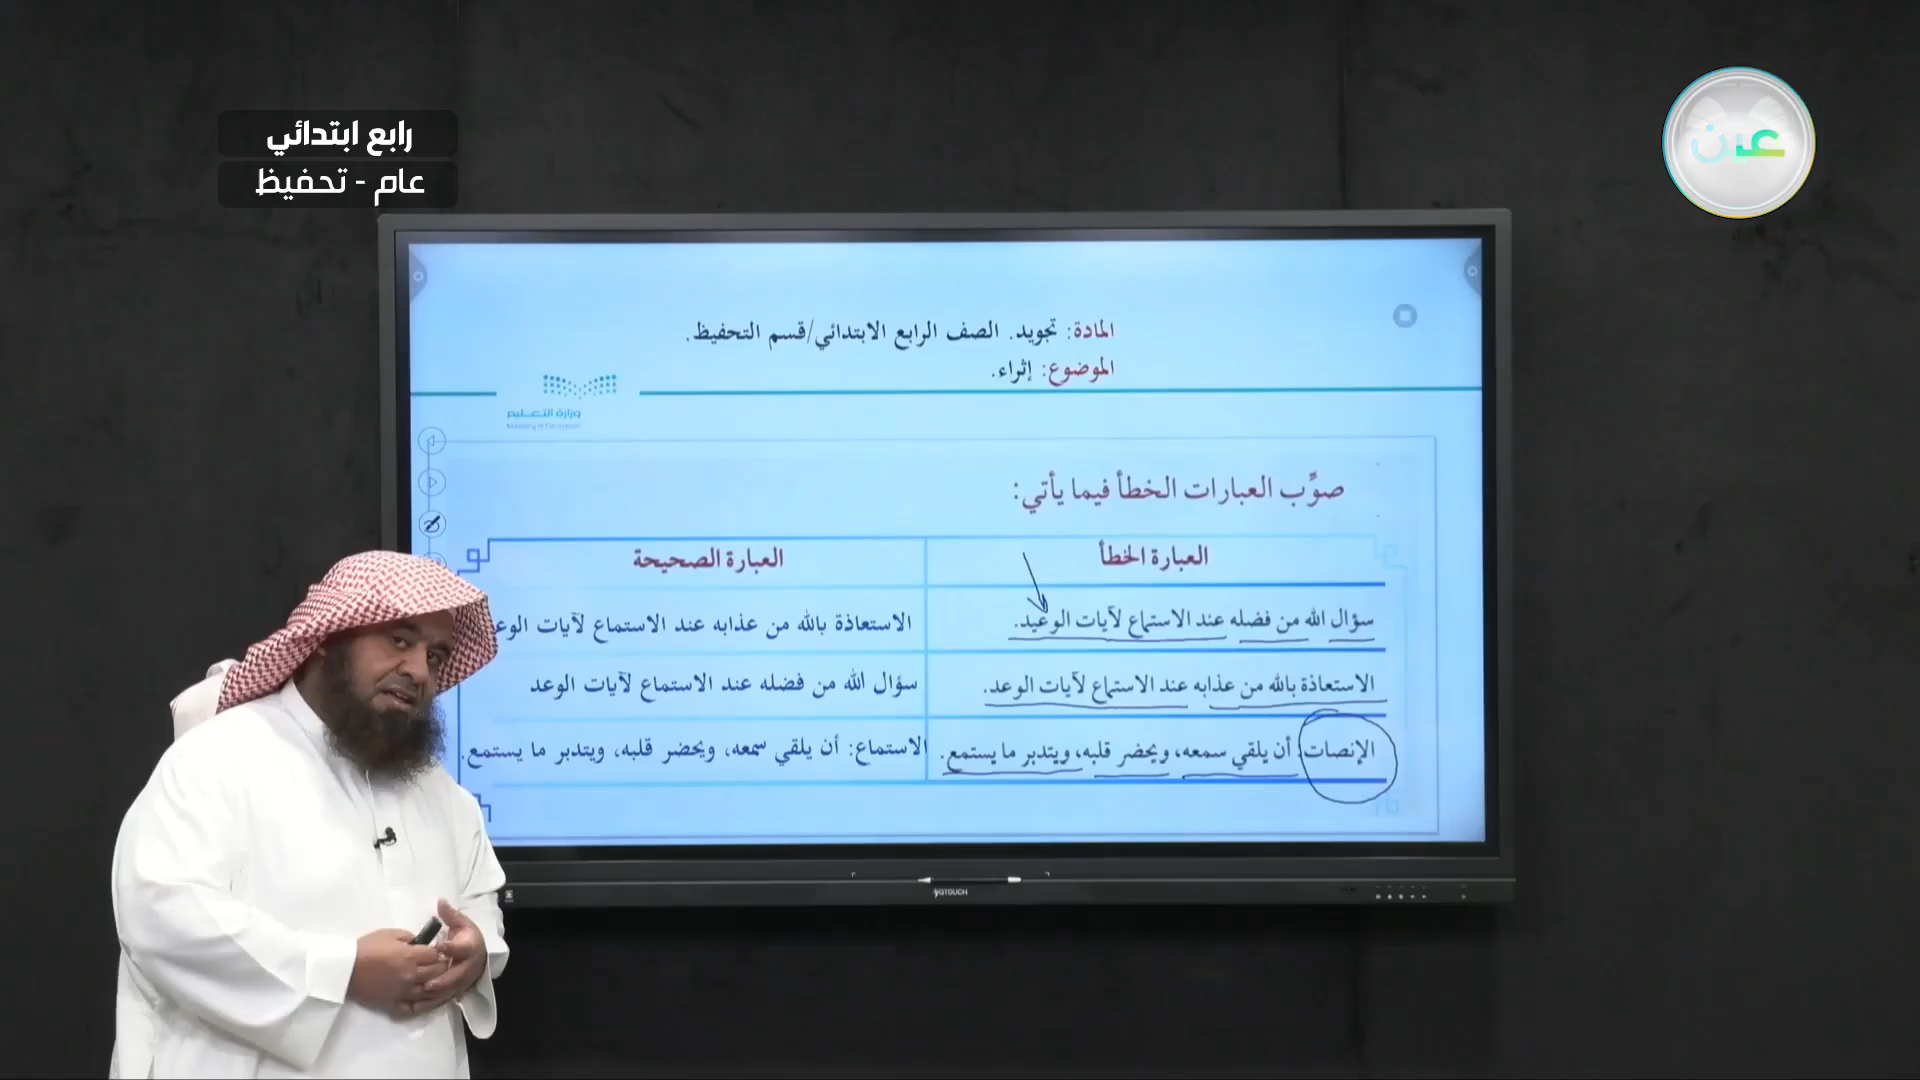 رابع ابتدائي
عام - تحفيظ
عين
المادة: تجويد. الصف الرابع الابتدائي/قسم التحفيظ.
الموضوع: إثراء.
وزارة التعليم
Ministry of Education
صوِّب العبارات الخطأ فيما يأتي:
العبارة الخطأ
العبارة الصحيحة
سؤال الله من فضله عند الاستماع لآيات الوعيد.
الاستعاذة بالله من عذابه عند الاستماع لآيات
الاستعاذة بالله من عذابه عند الاستماع لآيات الوعد.
سؤال الله من فضله عند الاستماع لآيات الوعد
الإنصات: أن يلقي سمعه، ويحضر قلبه، ويتدبر ما يستمع.
الاستماع: أن يلقي سمعه، ويحضر قلبه، ويتدبر ما يستمع.